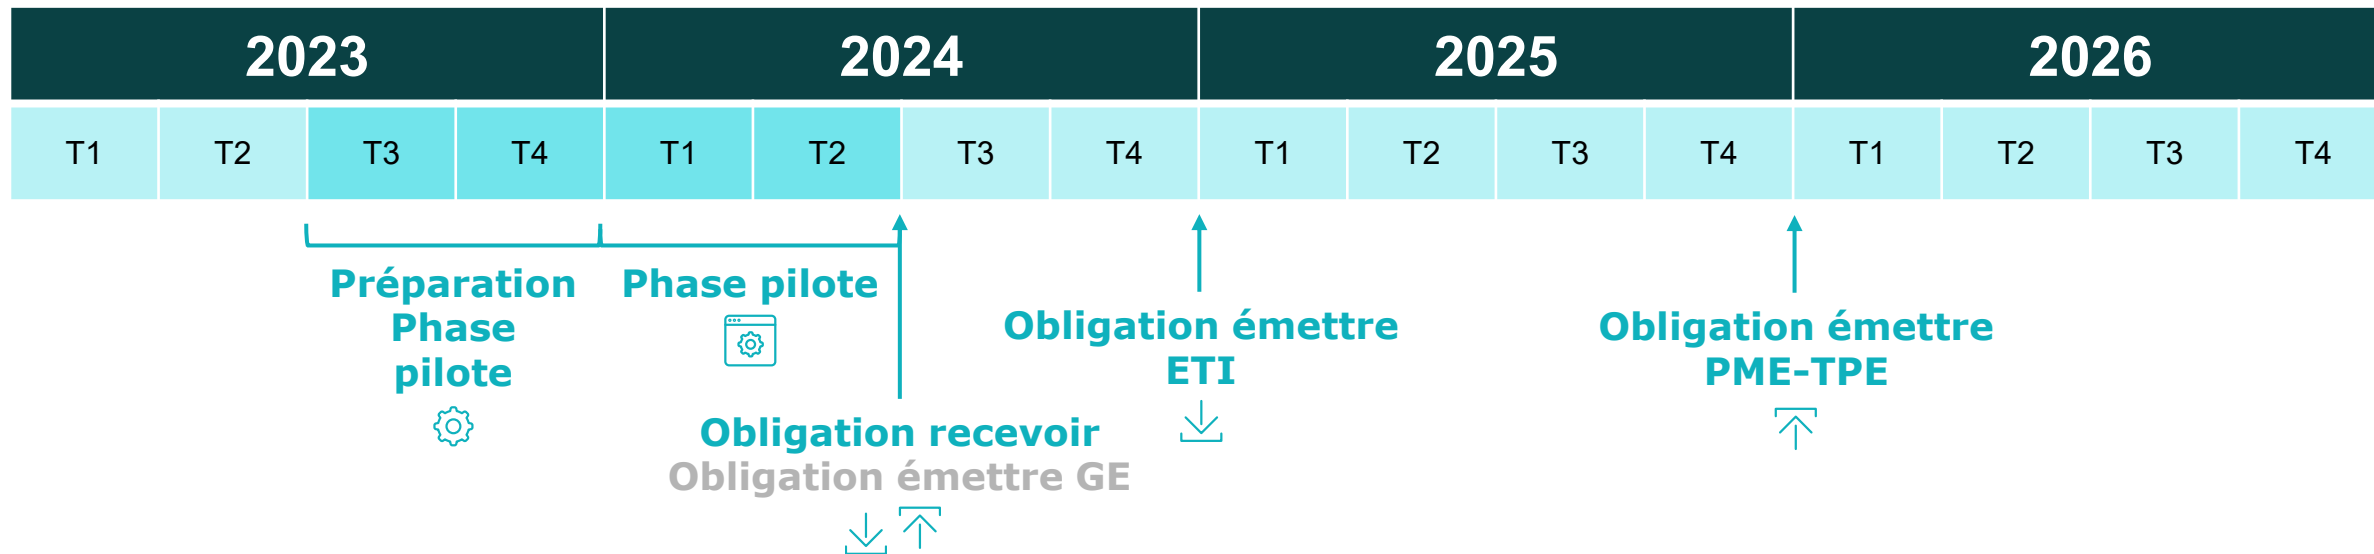 2023 2024 2025 2026
T1 T2 T3 T4 T1 T2 T3 T4 T1 T2 T3 T4 T1 T2 T3 T4
Préparation
Phase
pilote
Phase pilote
Obligation recevoir
Obligation émettre GE
Obligation émettre
ETI
Obligation émettre
PME-TPE